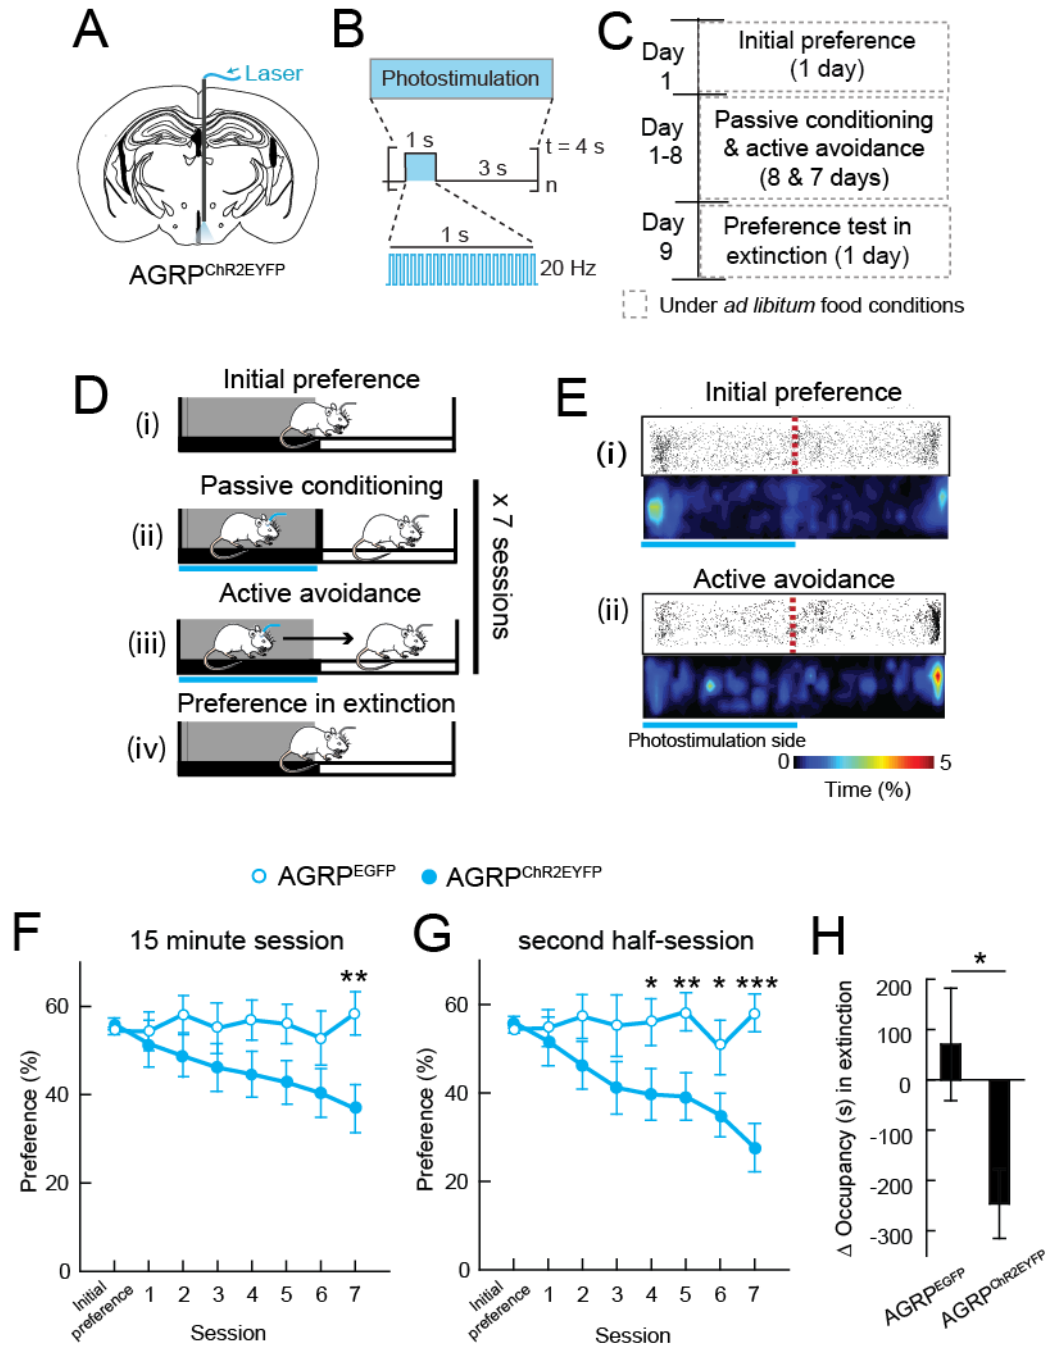 A
Laser
AGRPChR2EYFP
B
Photostimulation
1 s
t = 4 s
3 s
n
1 s
20 Hz
C
Day
1
Initial preference
(1 day)
Day
1-8
Passive conditioning
& active avoidance
(8 & 7 days)
Day
9
Preference test in
extinction (1 day)
Under ad libitum food conditions
D
Initial preference
(i)
Passive conditioning
(ii)
Active avoidance
(iii)
x 7 sessions
Preference in extinction
(iv)
E
Initial preference
(i)
Active avoidance
(ii)
Photostimulation side
0
5
Time (%)
AGRPEGFP
AGRPChR2EYFP
F
15 minute session
**
60
40
20
0
Preference (%)
Initial
preference
1 2 3 4 5 6 7
Session
G
second half-session
* ** * ***
60
40
20
0
Preference (%)
Initial
preference
1 2 3 4 5 6 7
Session
H
*
200
100
0
-100
-200
-300
Δ Occupancy (s) in extinction
AGRPEGFP
AGRPChR2EYFP